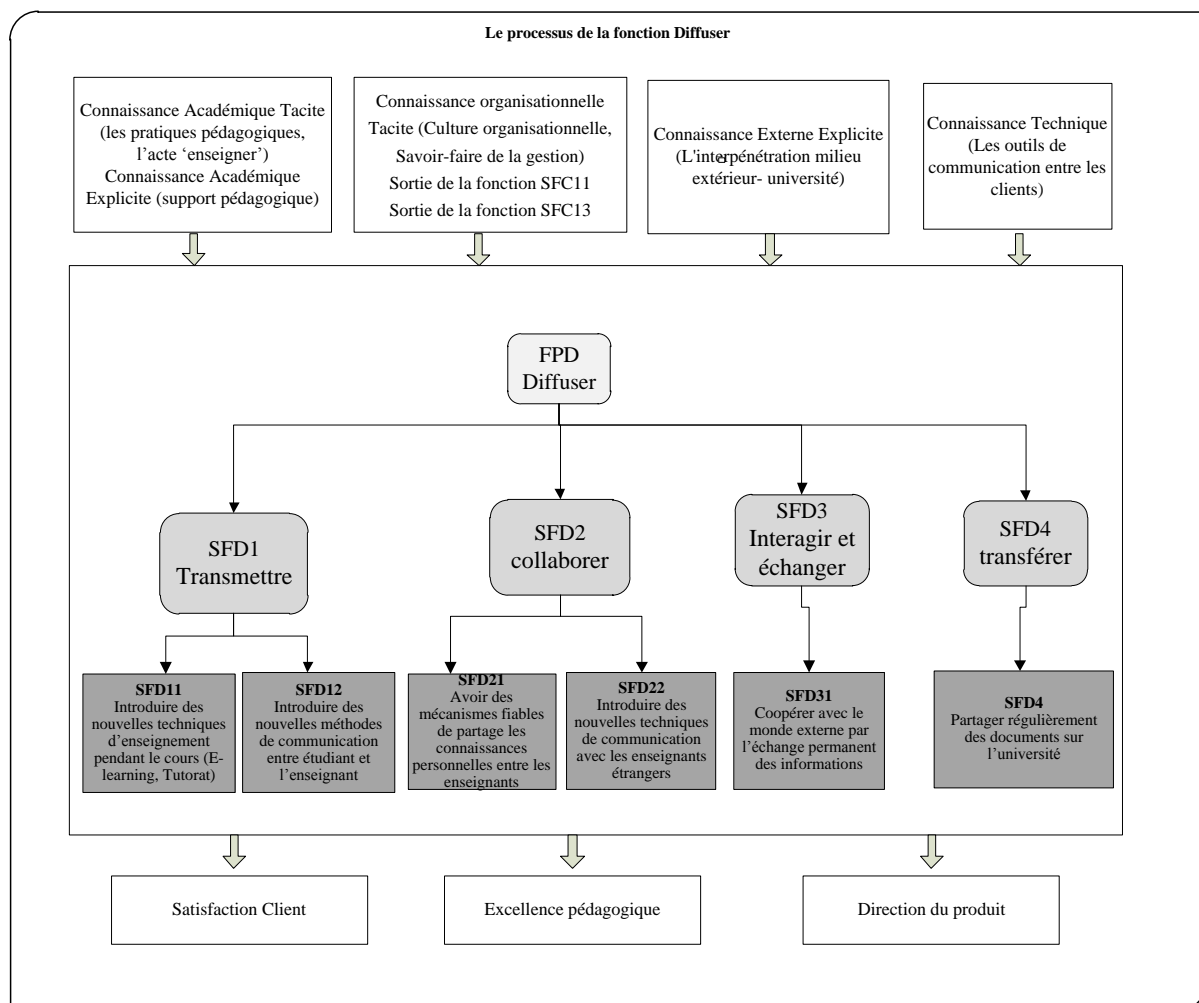 Le processus de la fonction Diffuser
Connaissance Académique Tacite
(les pratiques pédagogiques,
l’acte ‘enseigner’)
Connaissance Académique
Explicite (support pédagogique)
Connaissance organisationnelle
Tacite (Culture organisationnelle,
Savoir-faire de la gestion)
Sortie de la fonction SFC11
Sortie de la fonction SFC13
Connaissance Externe Explicite
(L'interpénétration milieu
extérieur- université)
Connaissance Technique
(Les outils de
communication entre les
clients)
FPD
Diffuser
SFD1
Transmettre
SFD2
collaborer
SFD3
Interagir et
échanger
SFD4
transférer
SFD11
Introduire des
nouvelles techniques
d’enseignement
pendant le cours (E-
learning, Tutorat)
SFD12
Introduire des
nouvelles méthodes
de communication
entre étudiant et
l’enseignant
SFD21
Avoir des
mécanismes fiables
de partage les
connaissances
personnelles entre les
enseignants
SFD22
Introduire des
nouvelles techniques
de communication
avec les enseignants
étrangers
SFD31
Coopérer avec le
monde externe par
l’échange permanent
des informations
SFD4
Partager régulièrement
des documents sur
l’université
Satisfaction Client
Excellence pédagogique
Direction du produit